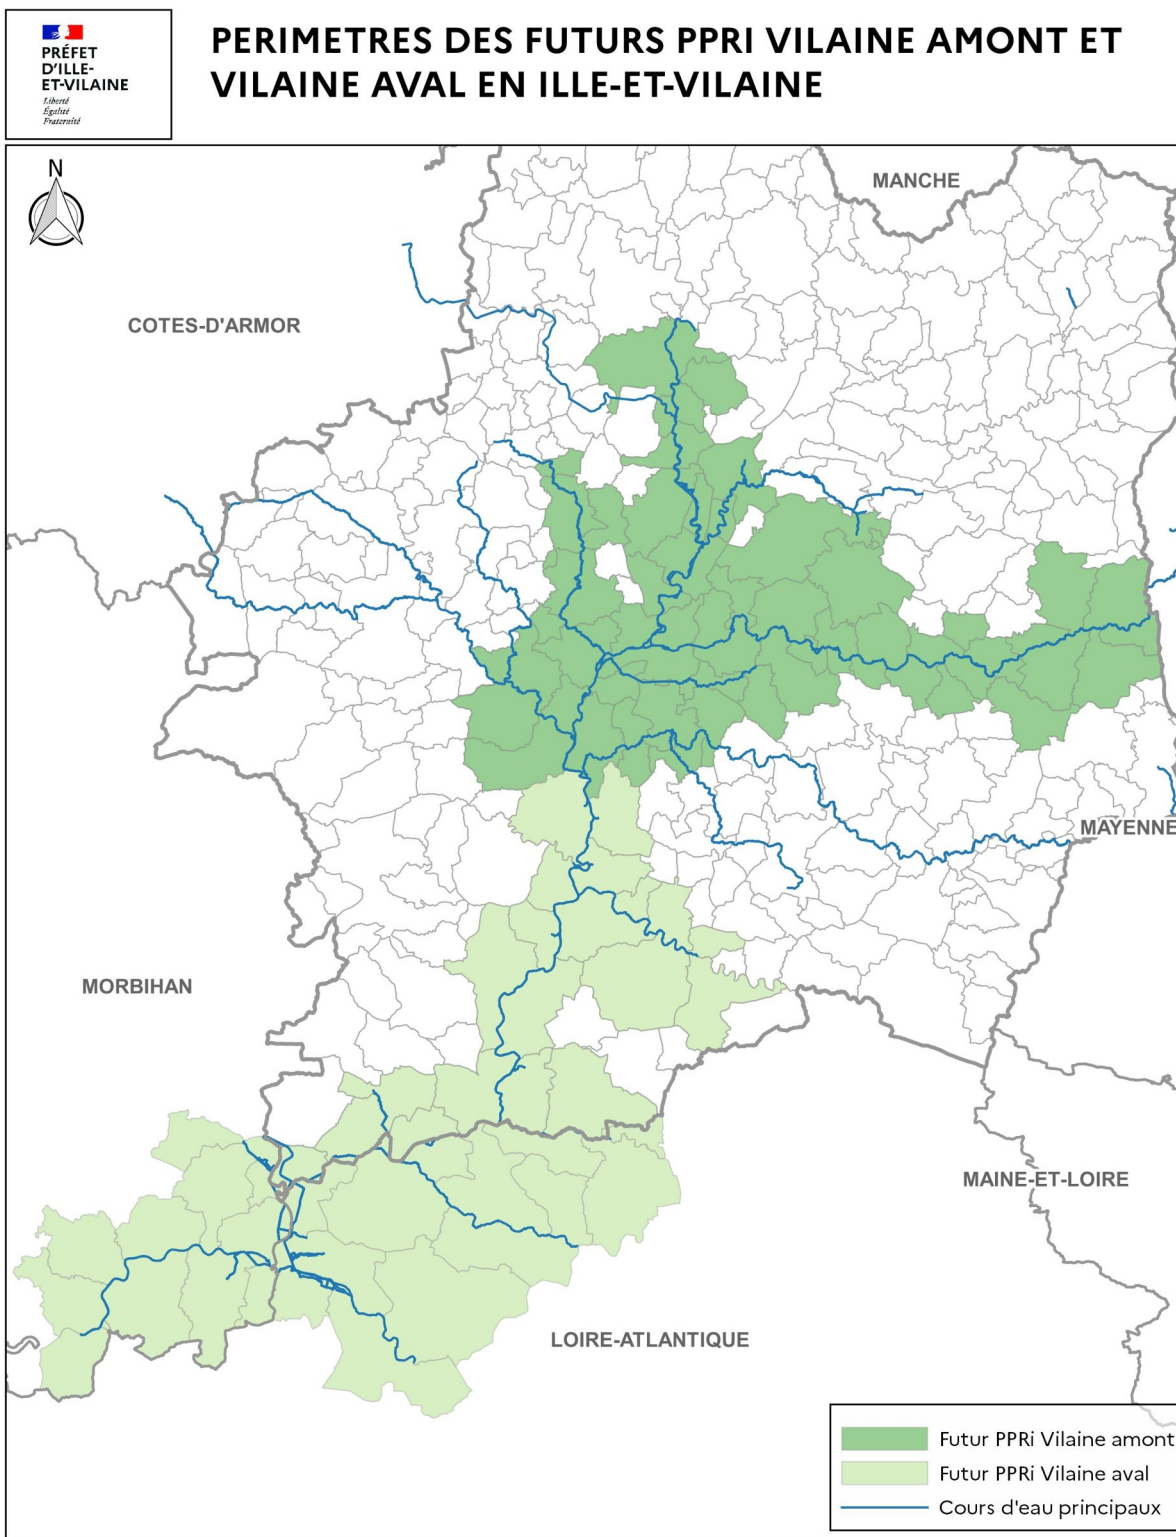 PRÉFET
D'ILLE-
ET-VILAINE
Liberté
Égalité
Fraternité
PERIMETRES DES FUTURS PPRI VILAINE AMONT ET
VILAINE AVAL EN ILLE-ET-VILAINE
N
MANCHE
COTES-D'ARMOR
MAYENNE
MORBIHAN
MAINE-ET-LOIRE
LOIRE-ATLANTIQUE
Futur PPRi Vilaine amont
Futur PPRi Vilaine aval
Cours d'eau principaux